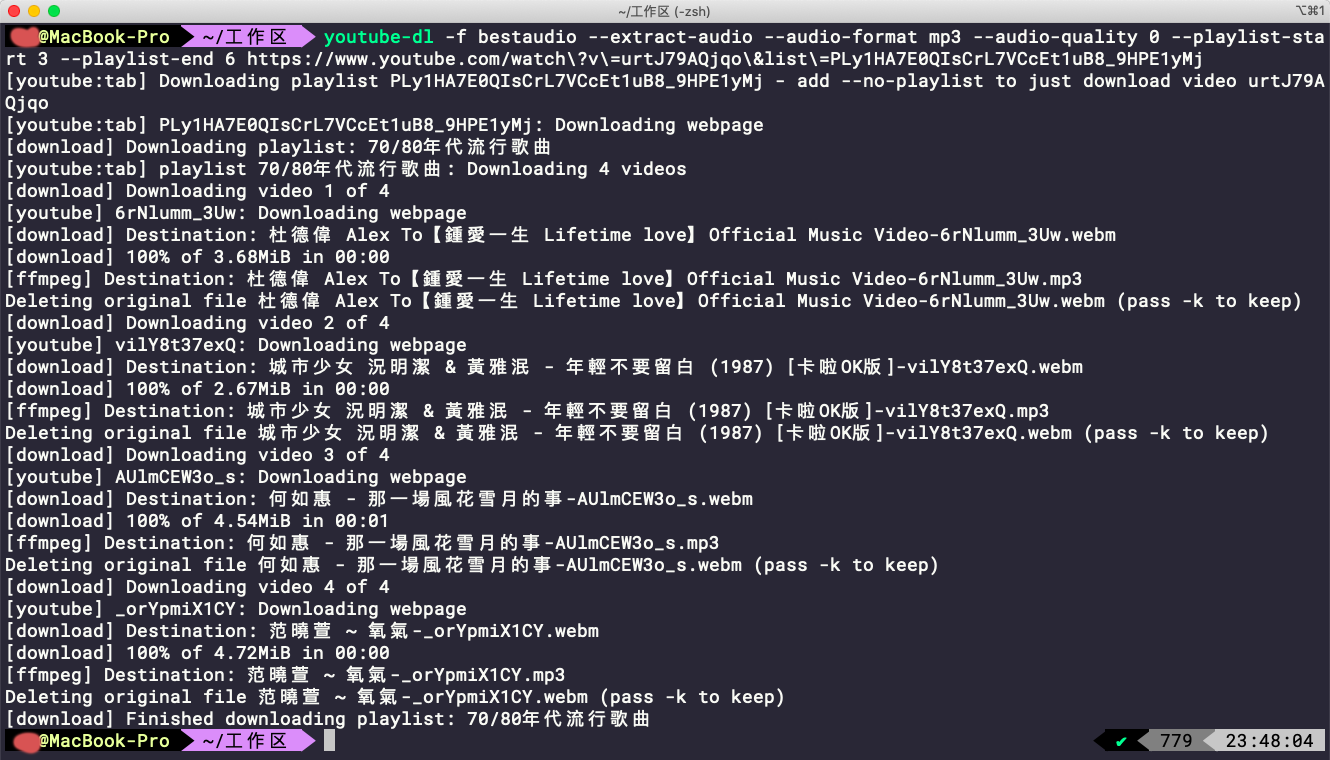 ~/工作区 (-zsh)
⌥⌘1
@MacBook-Pro ~/工作区 youtube-dl -f bestaudio --extract-audio --audio-format mp3 --audio-quality 0 --playlist-sta
rt 3 --playlist-end 6 https://www.youtube.com/watch\?v\=urtJ79AQjqo\&list\=PLy1HA7E0QIsCrL7VCcEt1uB8_9HPE1yMj
[youtube:tab] Downloading playlist PLy1HA7E0QIsCrL7VCcEt1uB8_9HPE1yMj - add --no-playlist to just download video urtJ79A
Qjqo
[youtube:tab] PLy1HA7E0QIsCrL7VCcEt1uB8_9HPE1yMj: Downloading webpage
[download] Downloading playlist: 70/80年代流行歌曲
[youtube:tab] playlist 70/80年代流行歌曲: Downloading 4 videos
[download] Downloading video 1 of 4
[youtube] 6rNlumm_3Uw: Downloading webpage
[download] Destination: 杜德偉 Alex To【鍾愛一生 Lifetime love】Official Music Video-6rNlumm_3Uw.webm
[download] 100% of 3.68MiB in 00:00
[ffmpeg] Destination: 杜德偉 Alex To【鍾愛一生 Lifetime love】Official Music Video-6rNlumm_3Uw.mp3
Deleting original file 杜德偉 Alex To【鍾愛一生 Lifetime love】Official Music Video-6rNlumm_3Uw.webm (pass -k to keep)
[download] Downloading video 2 of 4
[youtube] vilY8t37exQ: Downloading webpage
[download] Destination: 城市少女 況明潔 & 黃雅泯 - 年輕不要留白 (1987) [卡啦OK版]-vilY8t37exQ.webm
[download] 100% of 2.67MiB in 00:00
[ffmpeg] Destination: 城市少女 況明潔 & 黃雅泯 - 年輕不要留白 (1987) [卡啦OK版]-vilY8t37exQ.mp3
Deleting original file 城市少女 況明潔 & 黃雅泯 - 年輕不要留白 (1987) [卡啦OK版]-vilY8t37exQ.webm (pass -k to keep)
[download] Downloading video 3 of 4
[youtube] AUlmCEW3o_s: Downloading webpage
[download] Destination: 何如惠 - 那一場風花雪月的事-AUlmCEW3o_s.webm
[download] 100% of 4.54MiB in 00:01
[ffmpeg] Destination: 何如惠 - 那一場風花雪月的事-AUlmCEW3o_s.mp3
Deleting original file 何如惠 - 那一場風花雪月的事-AUlmCEW3o_s.webm (pass -k to keep)
[download] Downloading video 4 of 4
[youtube] _orYpmiX1CY: Downloading webpage
[download] Destination: 范曉萱 ~ 氧氣-_orYpmiX1CY.webm
[download] 100% of 4.72MiB in 00:00
[ffmpeg] Destination: 范曉萱 ~ 氧氣-_orYpmiX1CY.mp3
Deleting original file 范曉萱 ~ 氧氣-_orYpmiX1CY.webm (pass -k to keep)
[download] Finished downloading playlist: 70/80年代流行歌曲
@MacBook-Pro ~/工作区 ✔ 779 23:48:04